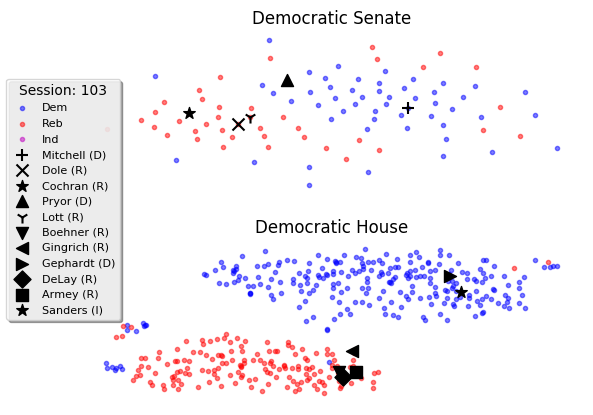 Democratic Senate
Session: 103
Dem
Reb
Ind
Mitchell (D)
Dole (R)
Cochran (R)
Pryor (D)
Lott (R)
Boehner (R)
Gingrich (R)
Gephardt (D)
DeLay (R)
Armey (R)
Sanders (I)
Democratic House